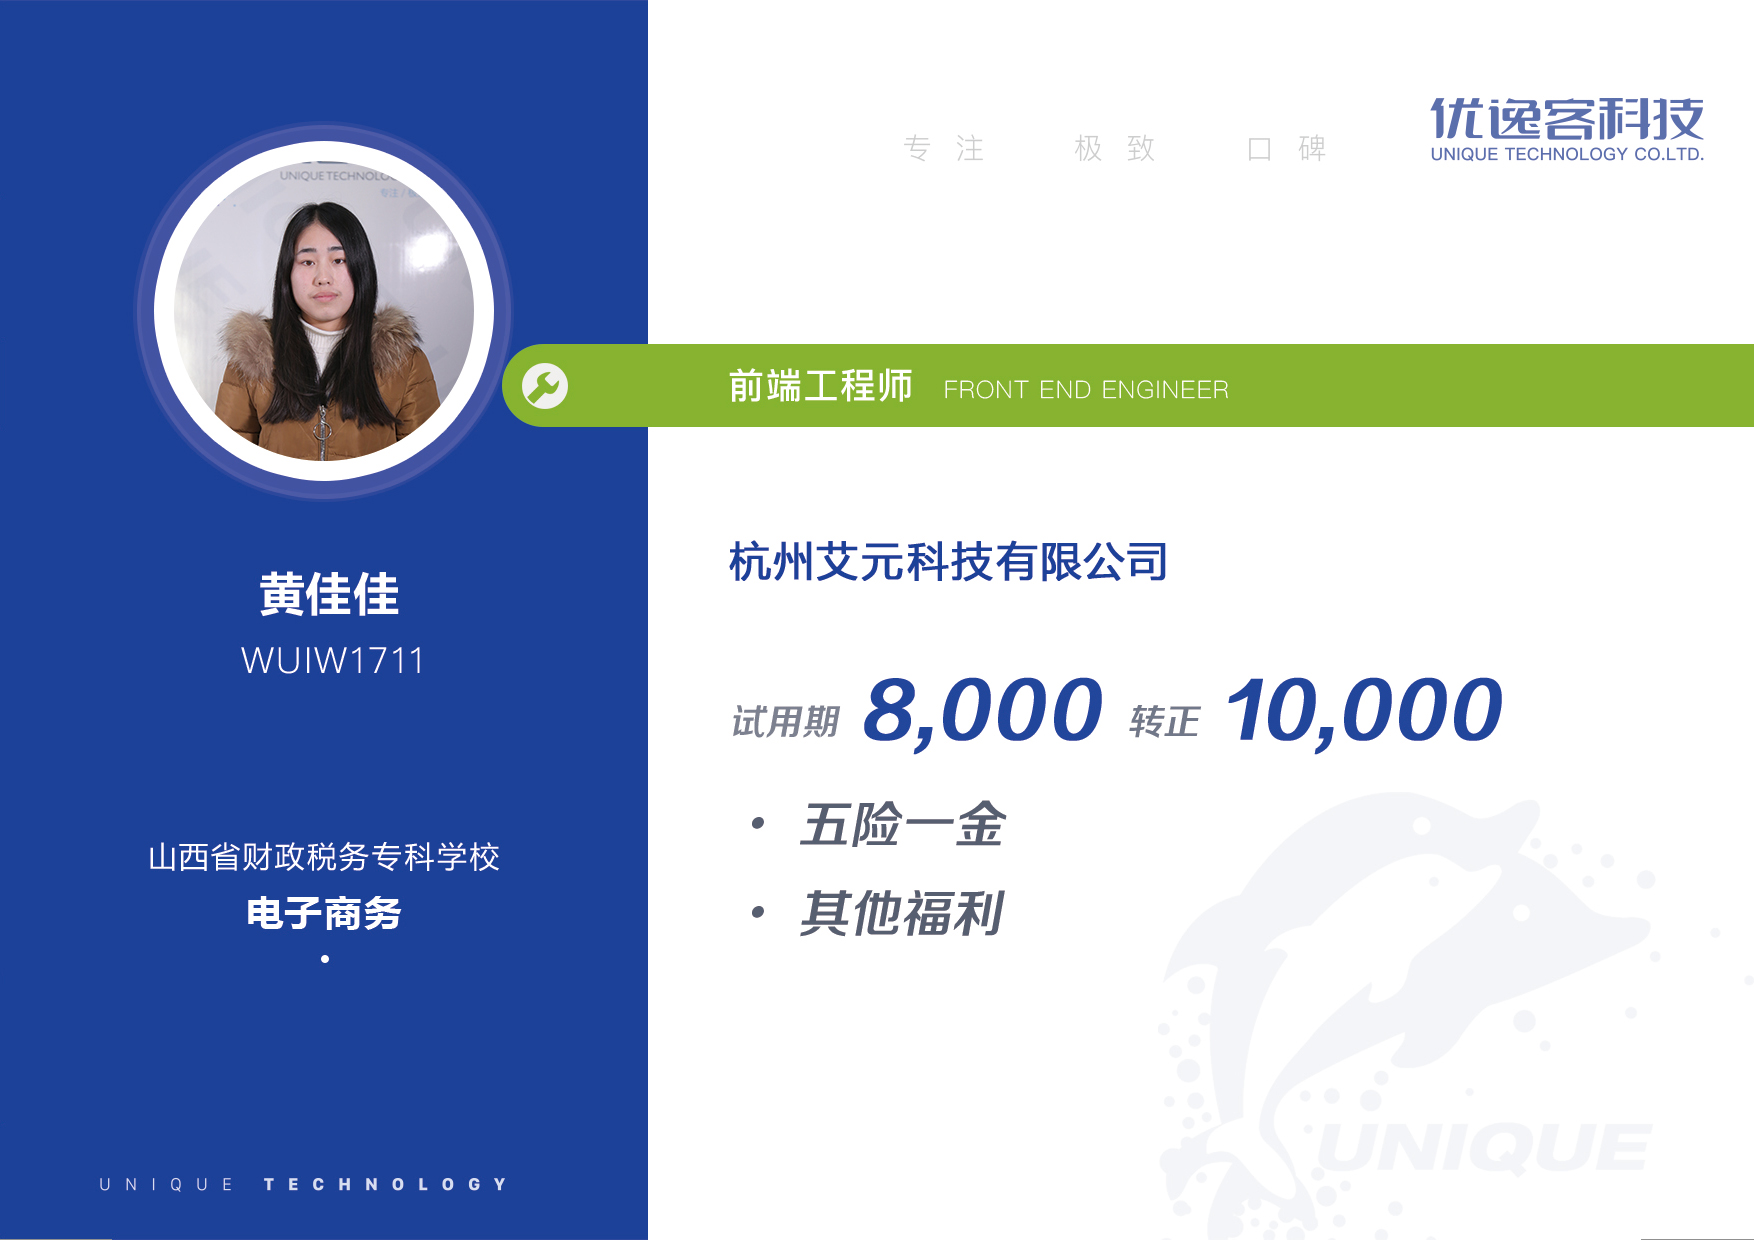 专注 极致 口碑
优逸客科技
UNIQUE TECHNOLOGY CO.LTD.
UNIQUE TECHNOLO
专注
前端工程师 FRONT END ENGINEER
黄佳佳
WUIW1711
山西省财政税务专科学校
电子商务
杭州艾元科技有限公司
试用期 8,000 转正 10,000
• 五险一金
• 其他福利
UNIQUE
UNIQUE TECHNOLOGY